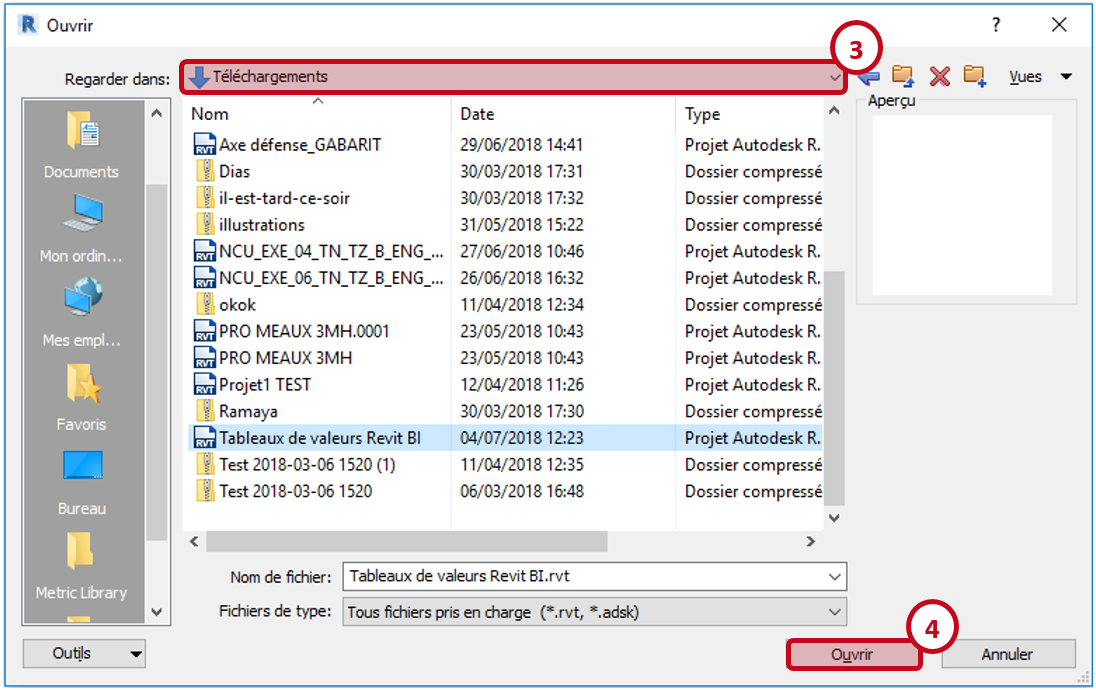 R Ouvrir ?
Regarder dans: Téléchargements 3 Vues
Nom Date Type
Axe défense_GABARIT 29/06/2018 14:41 Projet Autodesk R.
Dias 30/03/2018 17:31 Dossier compressé
il-est-tard-ce-soir 30/03/2018 17:32 Dossier compressé
illustrations 31/05/2018 15:22 Dossier compressé
NCU_EXE_04_TN_TZ_B_ENG_... 27/06/2018 10:46 Projet Autodesk R.
NCU_EXE_06_TN_TZ_B_ENG_... 26/06/2018 16:32 Projet Autodesk R.
okok 11/04/2018 12:34 Dossier compressé
PRO MEAUX 3MH.0001 23/05/2018 10:43 Projet Autodesk R.
PRO MEAUX 3MH 23/05/2018 10:43 Projet Autodesk R.
Projet1 TEST 12/04/2018 11:26 Projet Autodesk R.
Ramaya 30/03/2018 17:30 Dossier compressé
Tableaux de valeurs Revit BI 04/07/2018 12:23 Projet Autodesk R.
Test 2018-03-06 1520 (1) 11/04/2018 12:35 Dossier compressé
Test 2018-03-06 1520 06/03/2018 16:48 Dossier compressé
Documents
Mon ordin...
Mes empl...
Favoris
Bureau
Metric Library
Aperçu
Nom de fichier: Tableaux de valeurs Revit BI.rvt
Fichiers de type: Tous fichiers pris en charge (*.rvt, *.adsk)
Outils Ouvrir 4 Annuler